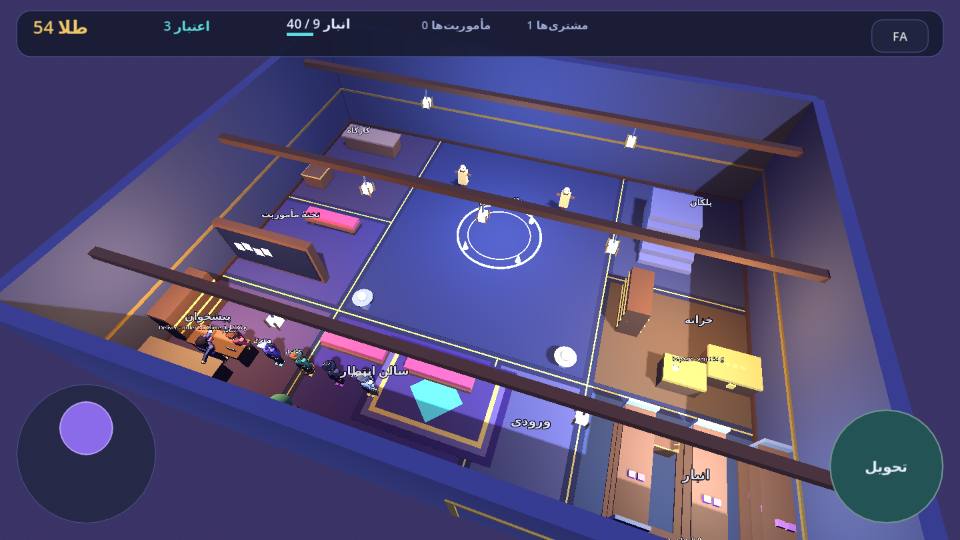 طلا 54
اعتبار 3
انبار 9 / 40
مأموریت‌ها 0
مشتری‌ها 1
FA
کارگاه
پلکان
تخته مأموریت
پیشخوان
خزانه
سالن انتظار
ورودی
انبار
تحویل